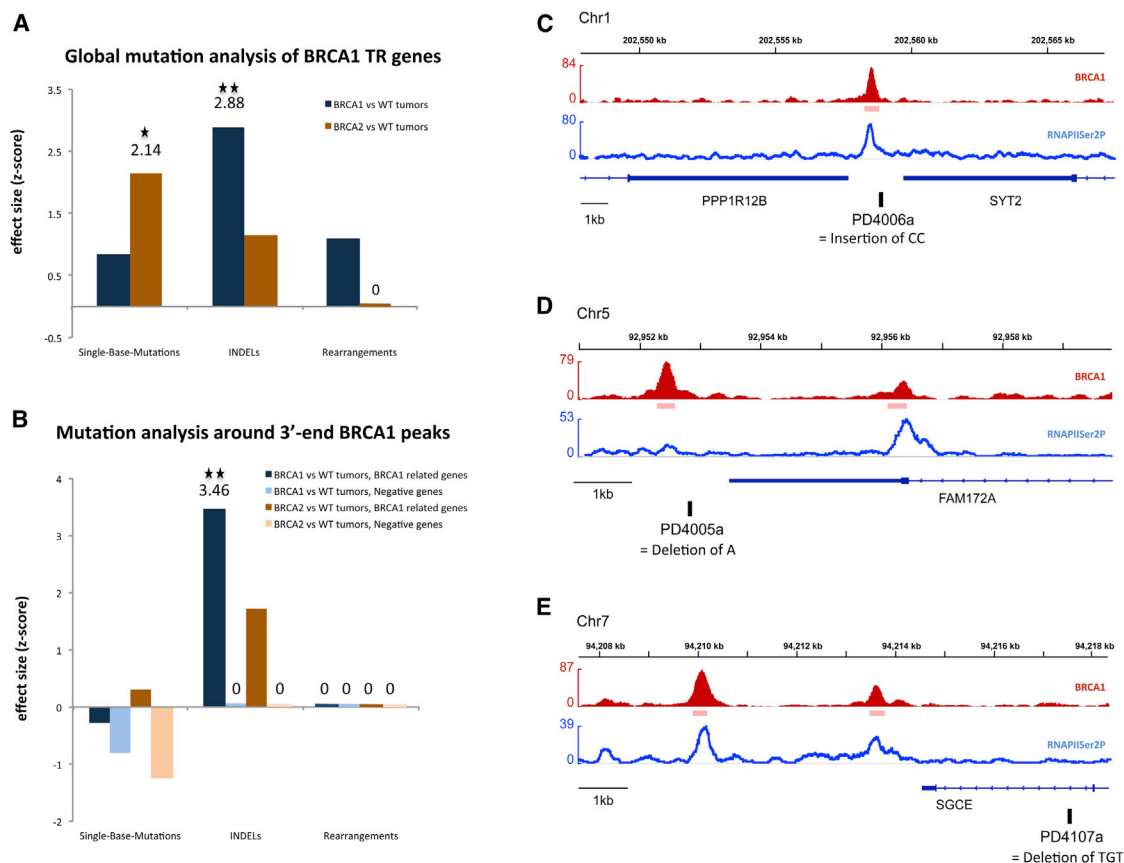 A
Global mutation analysis of BRCA1 TR genes
effect size (z-score)
3.5
2.5
1.5
0.5
-0.5
★
2.14
★★
2.88
0
BRCA1 vs WT tumors
BRCA2 vs WT tumors
Single-Base-Mutations
INDELs
Rearrangements
B
Mutation analysis around 3'-end BRCA1 peaks
effect size (z-score)
4
3
2
1
0
-1
-2
★★
3.46
0
0
0
0
0
0
BRCA1 vs WT tumors, BRCA1 related genes
BRCA1 vs WT tumors, Negative genes
BRCA2 vs WT tumors, BRCA1 related genes
BRCA2 vs WT tumors, Negative genes
Single-Base-Mutations
INDELs
Rearrangements
C
Chr1
202,550 kb
202,555 kb
202,560 kb
202,565 kb
84
0
BRCA1
80
0
RNAPIISer2P
PPP1R12B
SYT2
1kb
PD4006a
= Insertion of CC
D
Chr5
92,952 kb
92,954 kb
92,956 kb
92,958 kb
79
0
BRCA1
53
0
RNAPIISer2P
FAM172A
1kb
PD4005a
= Deletion of A
E
Chr7
94,208 kb
94,210 kb
94,212 kb
94,214 kb
94,216 kb
94,218 kb
87
0
BRCA1
39
0
RNAPIISer2P
1kb
SGCE
PD4107a
= Deletion of TGT